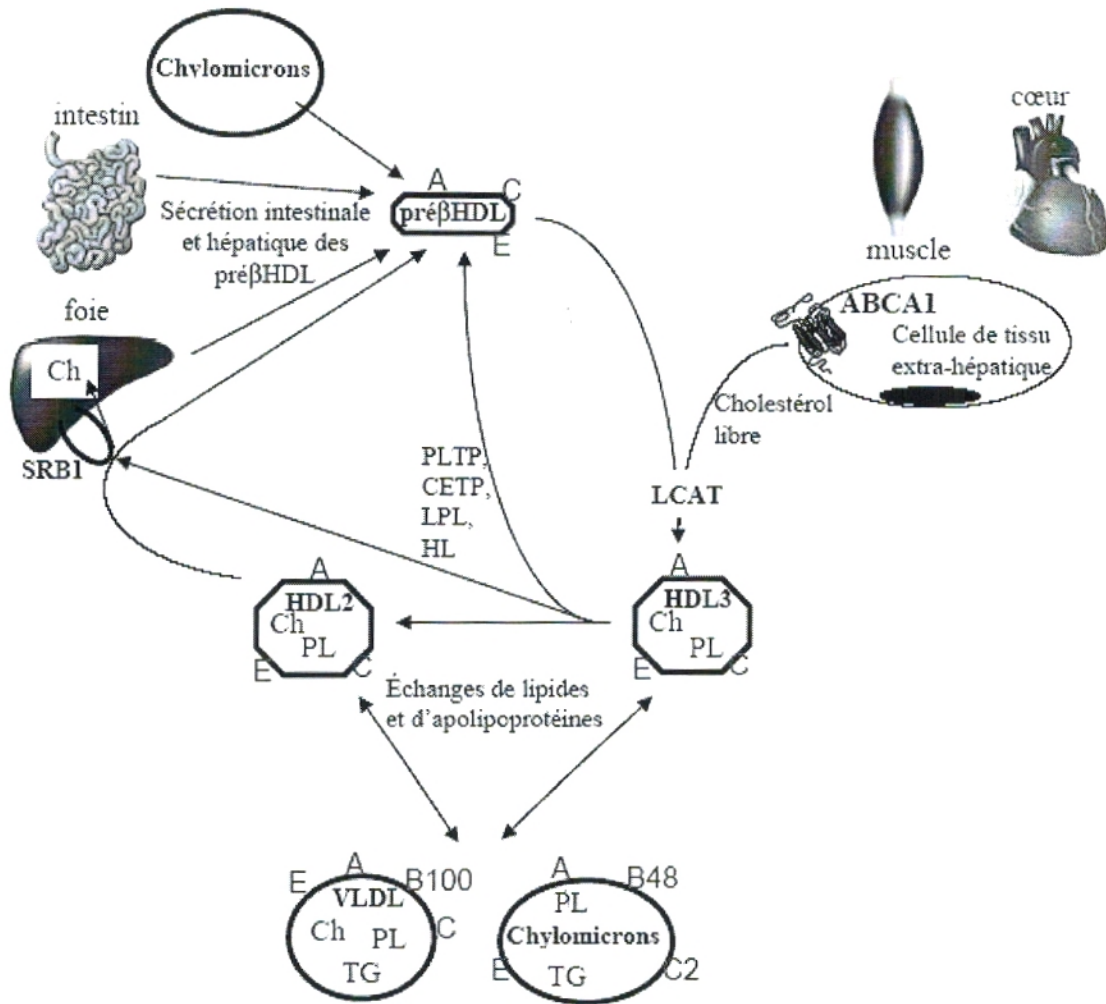 Chylomicrons
intestin
cœur
A
C
préβHDL
E
Sécrétion intestinale
et hépatique des
préβHDL
muscle
foie
Ch
SRB1
ABCA1
Cellule de tissu
extra-hépatique
Cholestérol
libre
PLTP,
CETP,
LPL,
HL
LCAT
A
HDL2
Ch
PL
E
C
A
HDL3
Ch
PL
E
C
Échanges de lipides
et d’apolipoprotéines
E
A
B100
VLDL
Ch
PL
C
TG
A
B48
PL
Chylomicrons
E
TG
C2